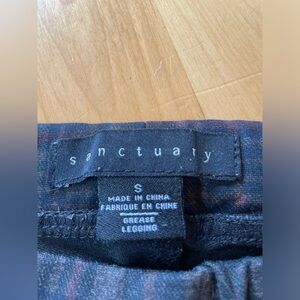 sanctuary
S
MADE IN CHINA
FABRIQUE EN CHINE
GREASE
LEGGING